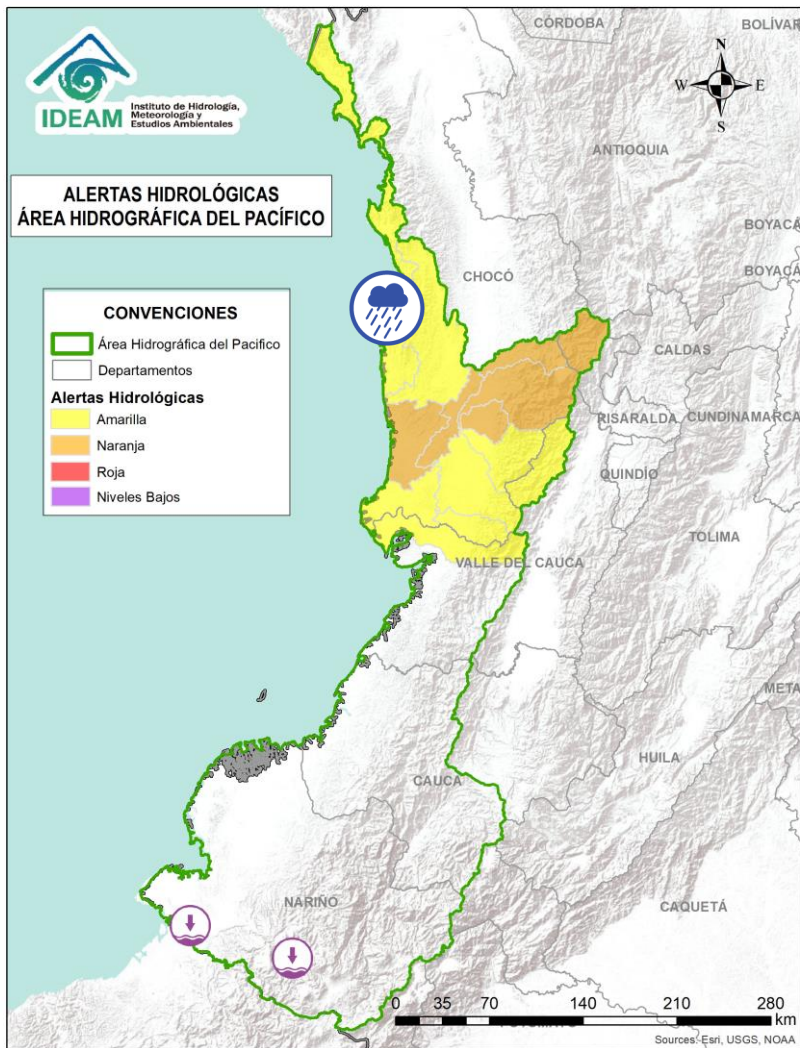 IDEAM
Instituto de Hidrología,
Meteorología y
Estudios Ambientales
ALERTAS HIDROLÓGICAS
ÁREA HIDROGRÁFICA DEL PACÍFICO
CONVENCIONES
Área Hidrográfica del Pacifico
Departamentos
Alertas Hidrológicas
Amarilla
Naranja
Roja
Niveles Bajos
N
W E
S
CÓRDOBA
BOLÍVAR
ANTIOQUIA
BOYACÁ
CHOCÓ
BOYACÁ
CALDAS
RISARALDA
CUNDINAMARCA
QUINDÍO
TOLIMA
VALLE DEL CAUCA
META
HUILA
CAUCA
NARIÑO
CAQUETÁ
0 35 70 140 210 280
km
Sources: Esri, USGS, NOAA